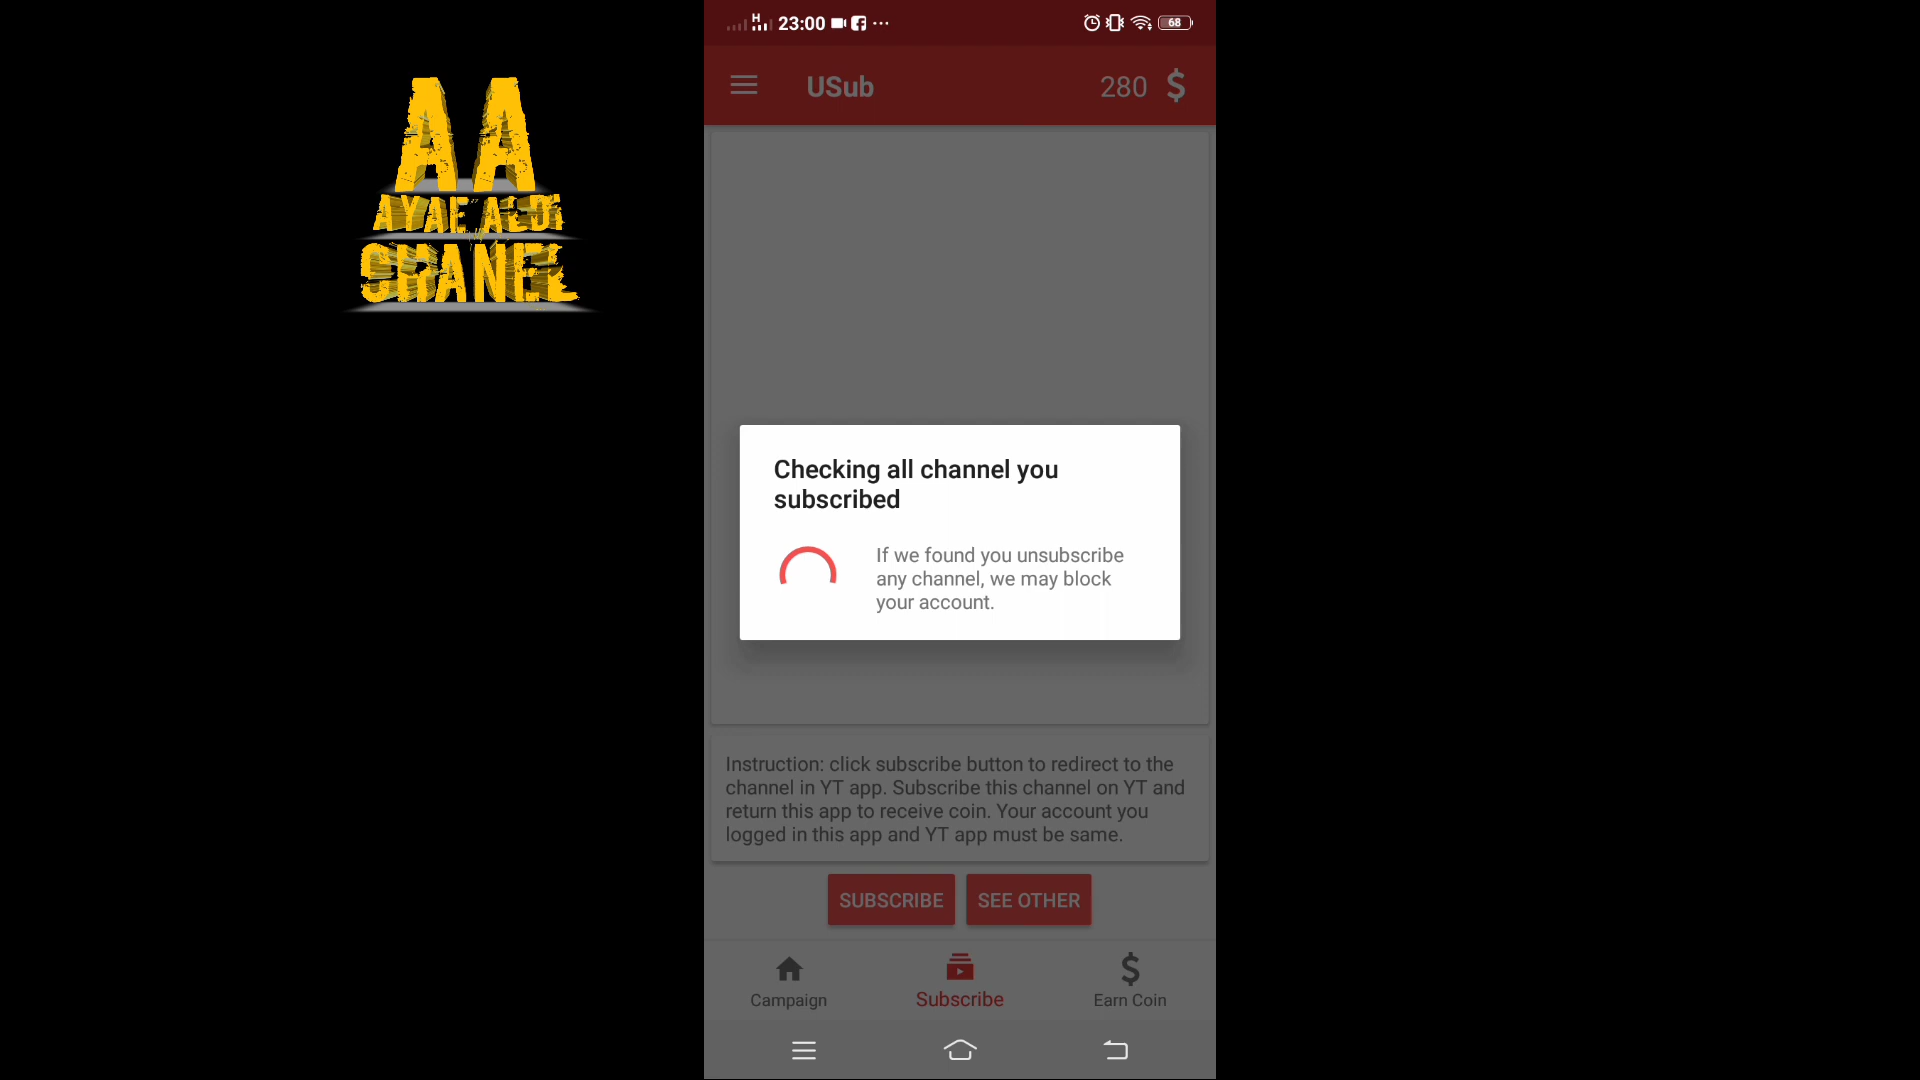 AA
AYAE ALDI
CHANEL
H
23:00
68
USub
280 $
Checking all channel you
subscribed
If we found you unsubscribe
any channel, we may block
your account.
Instruction: click subscribe button to redirect to the
channel in YT app. Subscribe this channel on YT and
return this app to receive coin. Your account you
logged in this app and YT app must be same.
SUBSCRIBE
SEE OTHER
Campaign
Subscribe
Earn Coin